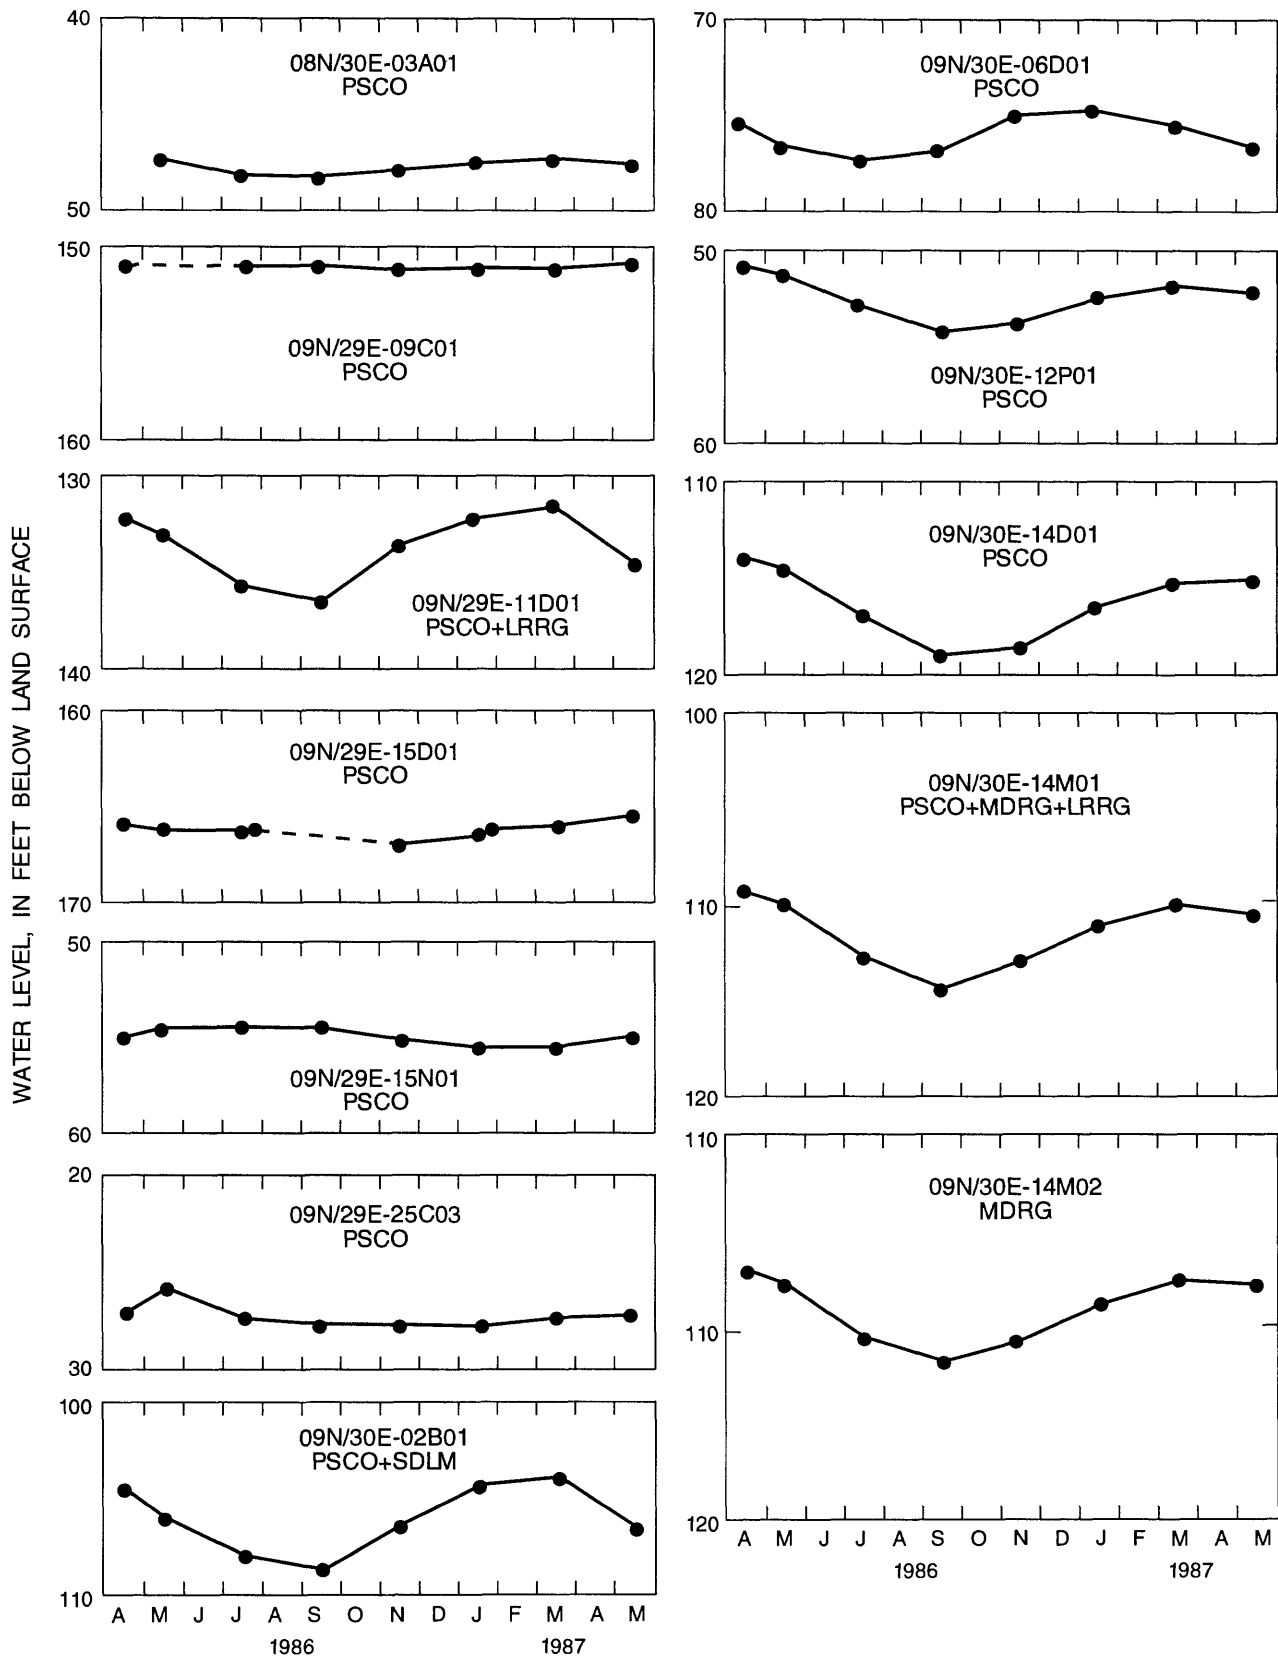 WATER LEVEL, IN FEET BELOW LAND SURFACE
40
08N/30E-03A01
PSCO
50
150
09N/29E-09C01
PSCO
160
130
09N/29E-11D01
PSCO+LRRG
140
160
09N/29E-15D01
PSCO
170
50
09N/29E-15N01
PSCO
60
20
09N/29E-25C03
PSCO
30
100
09N/30E-02B01
PSCO+SDLM
110
A M J J A S O N D J F M A M
1986 1987
70
09N/30E-06D01
PSCO
80
50
09N/30E-12P01
PSCO
60
110
09N/30E-14D01
PSCO
120
100
09N/30E-14M01
PSCO+MDRG+LRRG
110
120
110
09N/30E-14M02
MDRG
110
120
A M J J A S O N D J F M A M
1986 1987